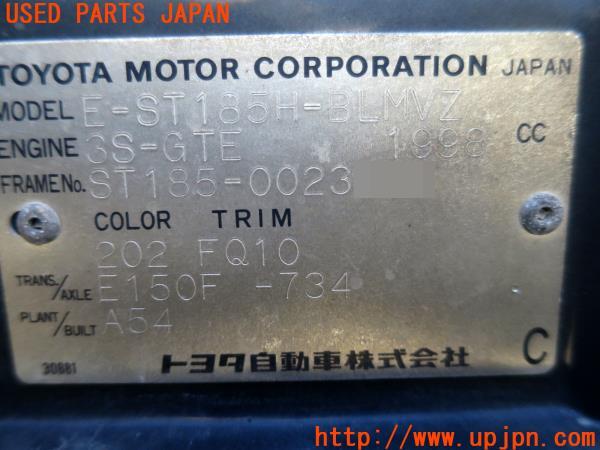 USED PARTS JAPAN
TOYOTA MOTOR CORPORATION JAPAN
MODEL E-ST185H-BLMVZ
ENGINE 3S-GTE 1998 CC
FRAME No. ST185-0023
COLOR TRIM
202 FQ10
TRANS./AXLE E150F -734
PLANT/BUILT A54
30881 トヨタ自動車株式会社 C
UPJ
http://www.upjpn.com